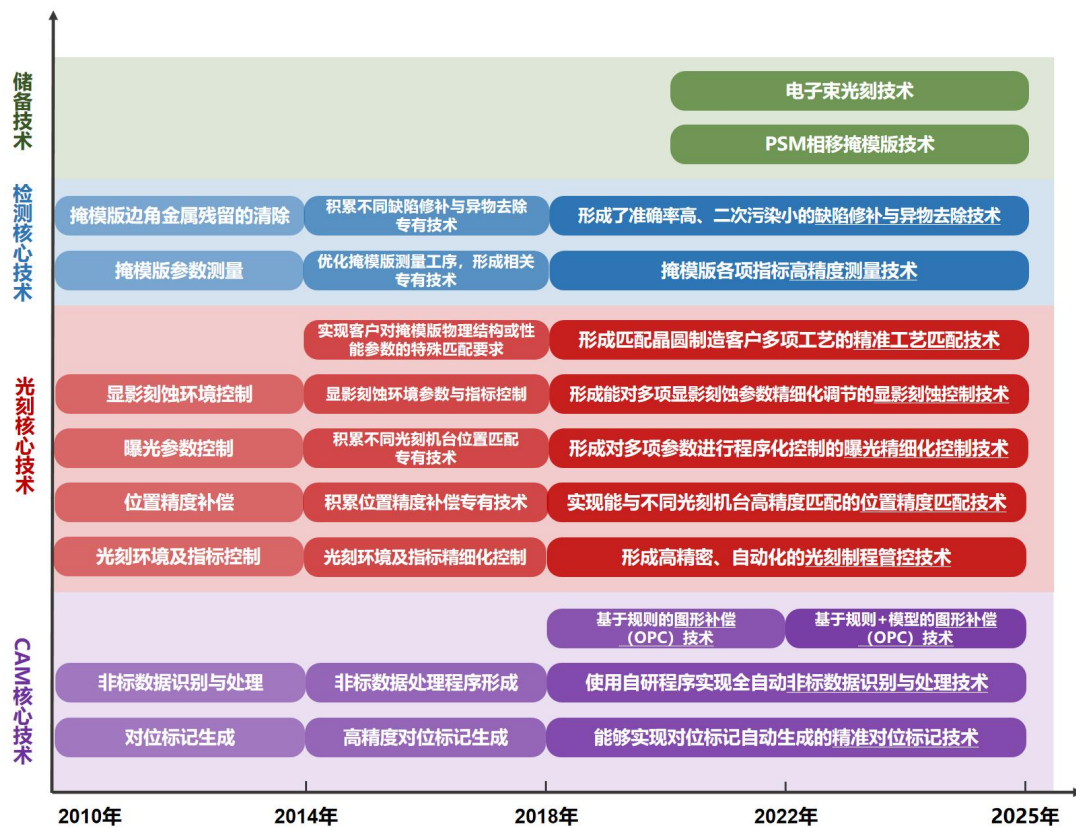 储备技术
电子束光刻技术
PSM相移掩模版技术
检测核心技术
掩模版边角金属残留的清除
积累不同缺陷修补与异物去除
专有技术
形成了准确率高、二次污染小的缺陷修补与异物去除技术
掩模版参数测量
优化掩模版测量工序，形成相关
专有技术
掩模版各项指标高精度测量技术
光刻核心技术
实现客户对掩模版物理结构或性
能参数的特殊匹配要求
形成匹配晶圆制造客户多项工艺的精准工艺匹配技术
显影刻蚀环境控制
显影刻蚀环境参数与指标控制
形成能对多项显影刻蚀参数精细化调节的显影刻蚀控制技术
曝光参数控制
积累不同光刻机台位置匹配
专有技术
形成对多项参数进行程序化控制的曝光精细化控制技术
位置精度补偿
积累位置精度补偿专有技术
实现能与不同光刻机台高精度匹配的位置精度匹配技术
光刻环境及指标控制
光刻环境及指标精细化控制
形成高精密、自动化的光刻制程管控技术
CAM核心技术
基于规则的图形补偿
（OPC）技术
基于规则+模型的图形补偿
（OPC）技术
非标数据识别与处理
非标数据处理程序形成
使用自研程序实现全自动非标数据识别与处理技术
对位标记生成
高精度对位标记生成
能够实现对位标记自动生成的精准对位标记技术
2010年
2014年
2018年
2022年
2025年